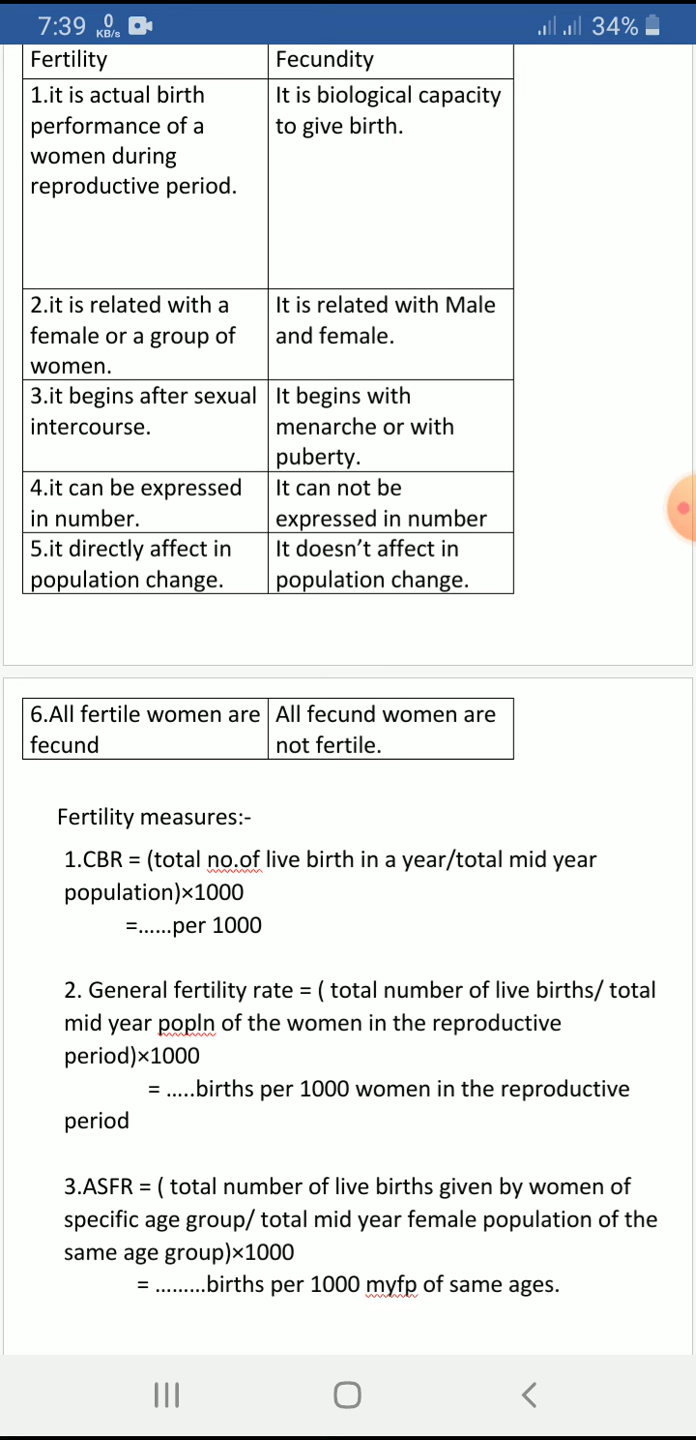 7:39 0 KB/s 34%
Fertility
Fecundity
1.it is actual birth
performance of a
women during
reproductive period.
It is biological capacity
to give birth.
2.it is related with a
female or a group of
women.
It is related with Male
and female.
3.it begins after sexual
intercourse.
It begins with
menarche or with
puberty.
4.it can be expressed
in number.
It can not be
expressed in number
5.it directly affect in
population change.
It doesn’t affect in
population change.
6.All fertile women are
fecund
All fecund women are
not fertile.
Fertility measures:-
1.CBR = (total no.of live birth in a year/total mid year
population)×1000
=......per 1000
2. General fertility rate = ( total number of live births/ total
mid year popln of the women in the reproductive
period)×1000
= .....births per 1000 women in the reproductive
period
3.ASFR = ( total number of live births given by women of
specific age group/ total mid year female population of the
same age group)×1000
= .........births per 1000 myfp of same ages.